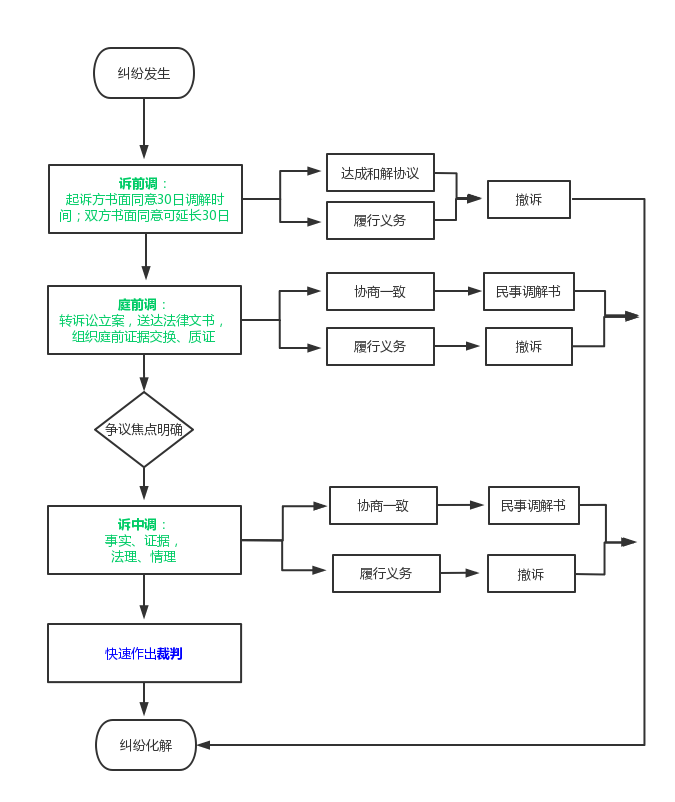 纠纷发生
诉前调：
起诉方书面同意30日调解时
间；双方书面同意可延长30日
达成和解协议
履行义务
撤诉
庭前调：
转诉讼立案，送达法律文书，
组织庭前证据交换、质证
协商一致
民事调解书
履行义务
撤诉
争议焦点明确
诉中调：
事实、证据，
法理、情理
协商一致
民事调解书
履行义务
撤诉
快速作出裁判
纠纷化解